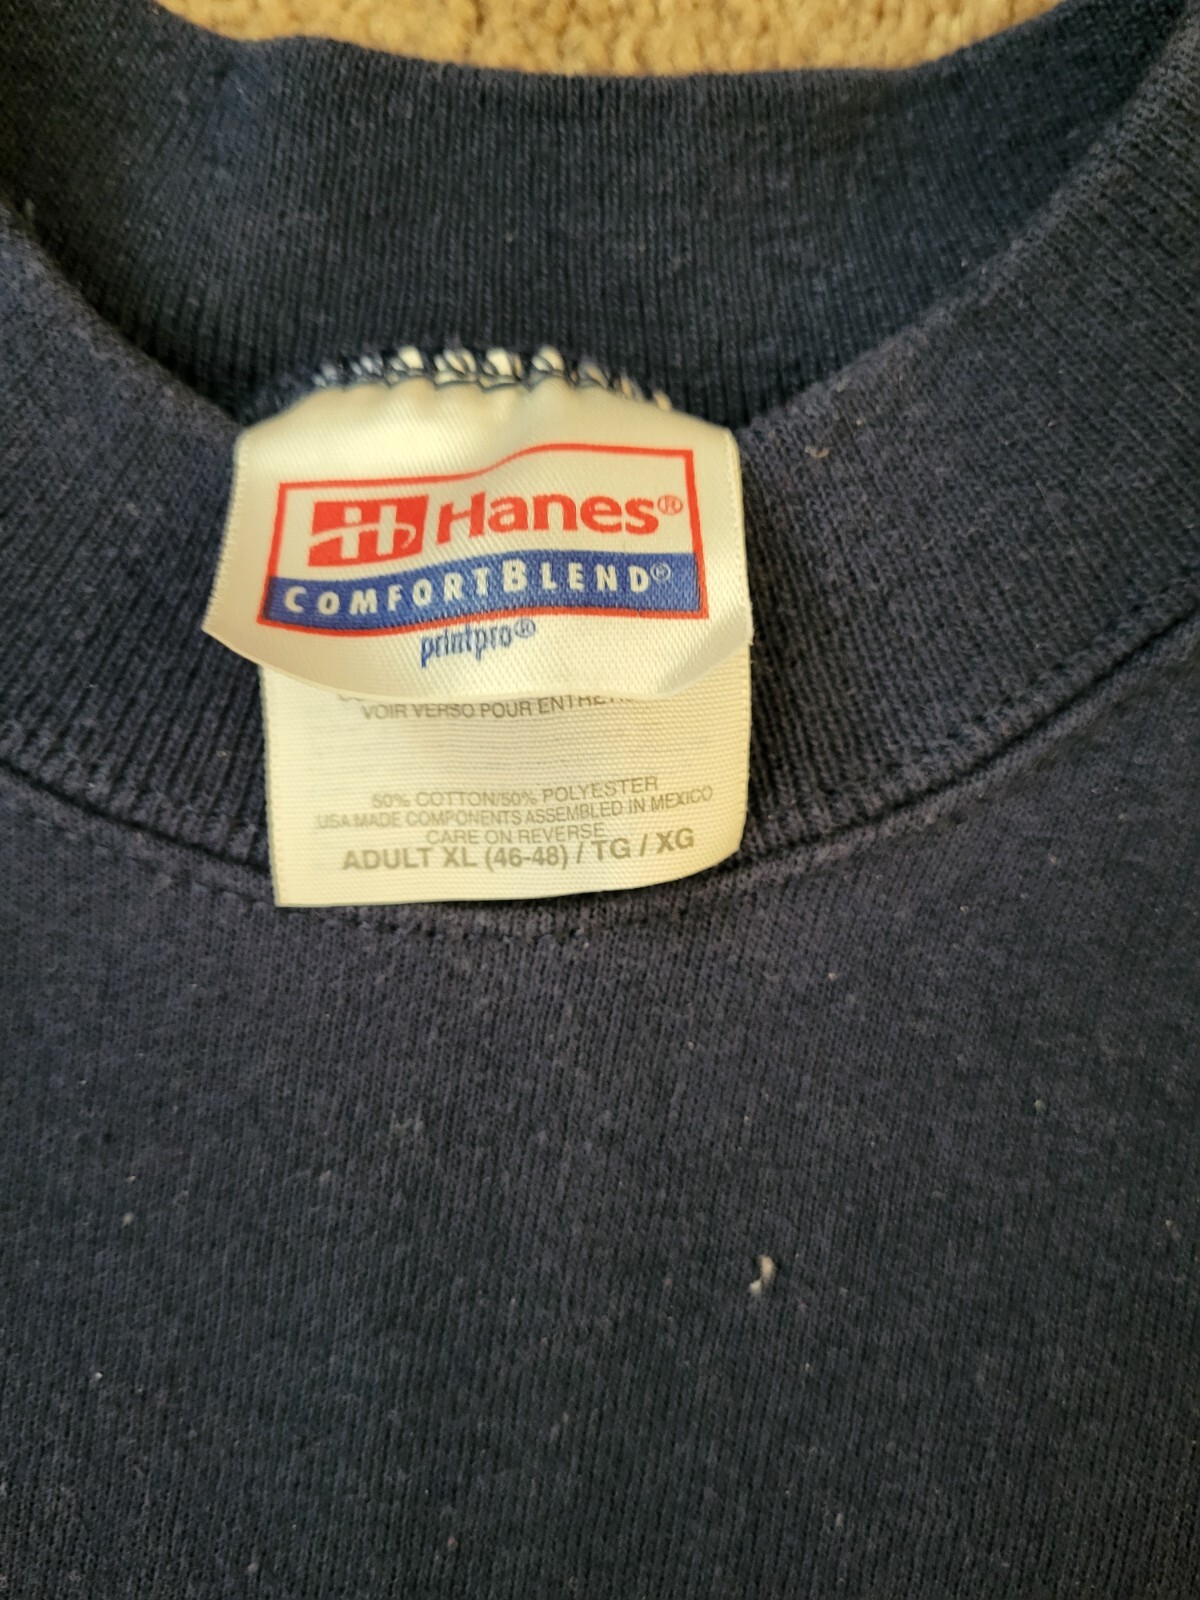 Hanes®
COMFORTBLEND®
printpro®
VOIR VERSO POUR
50% COTTON/50% POLYESTER
USA MADE COMPONENTS ASSEMBLED IN MEXICO
CARE ON REVERSE
ADULT XL (46-48) / TG / XG